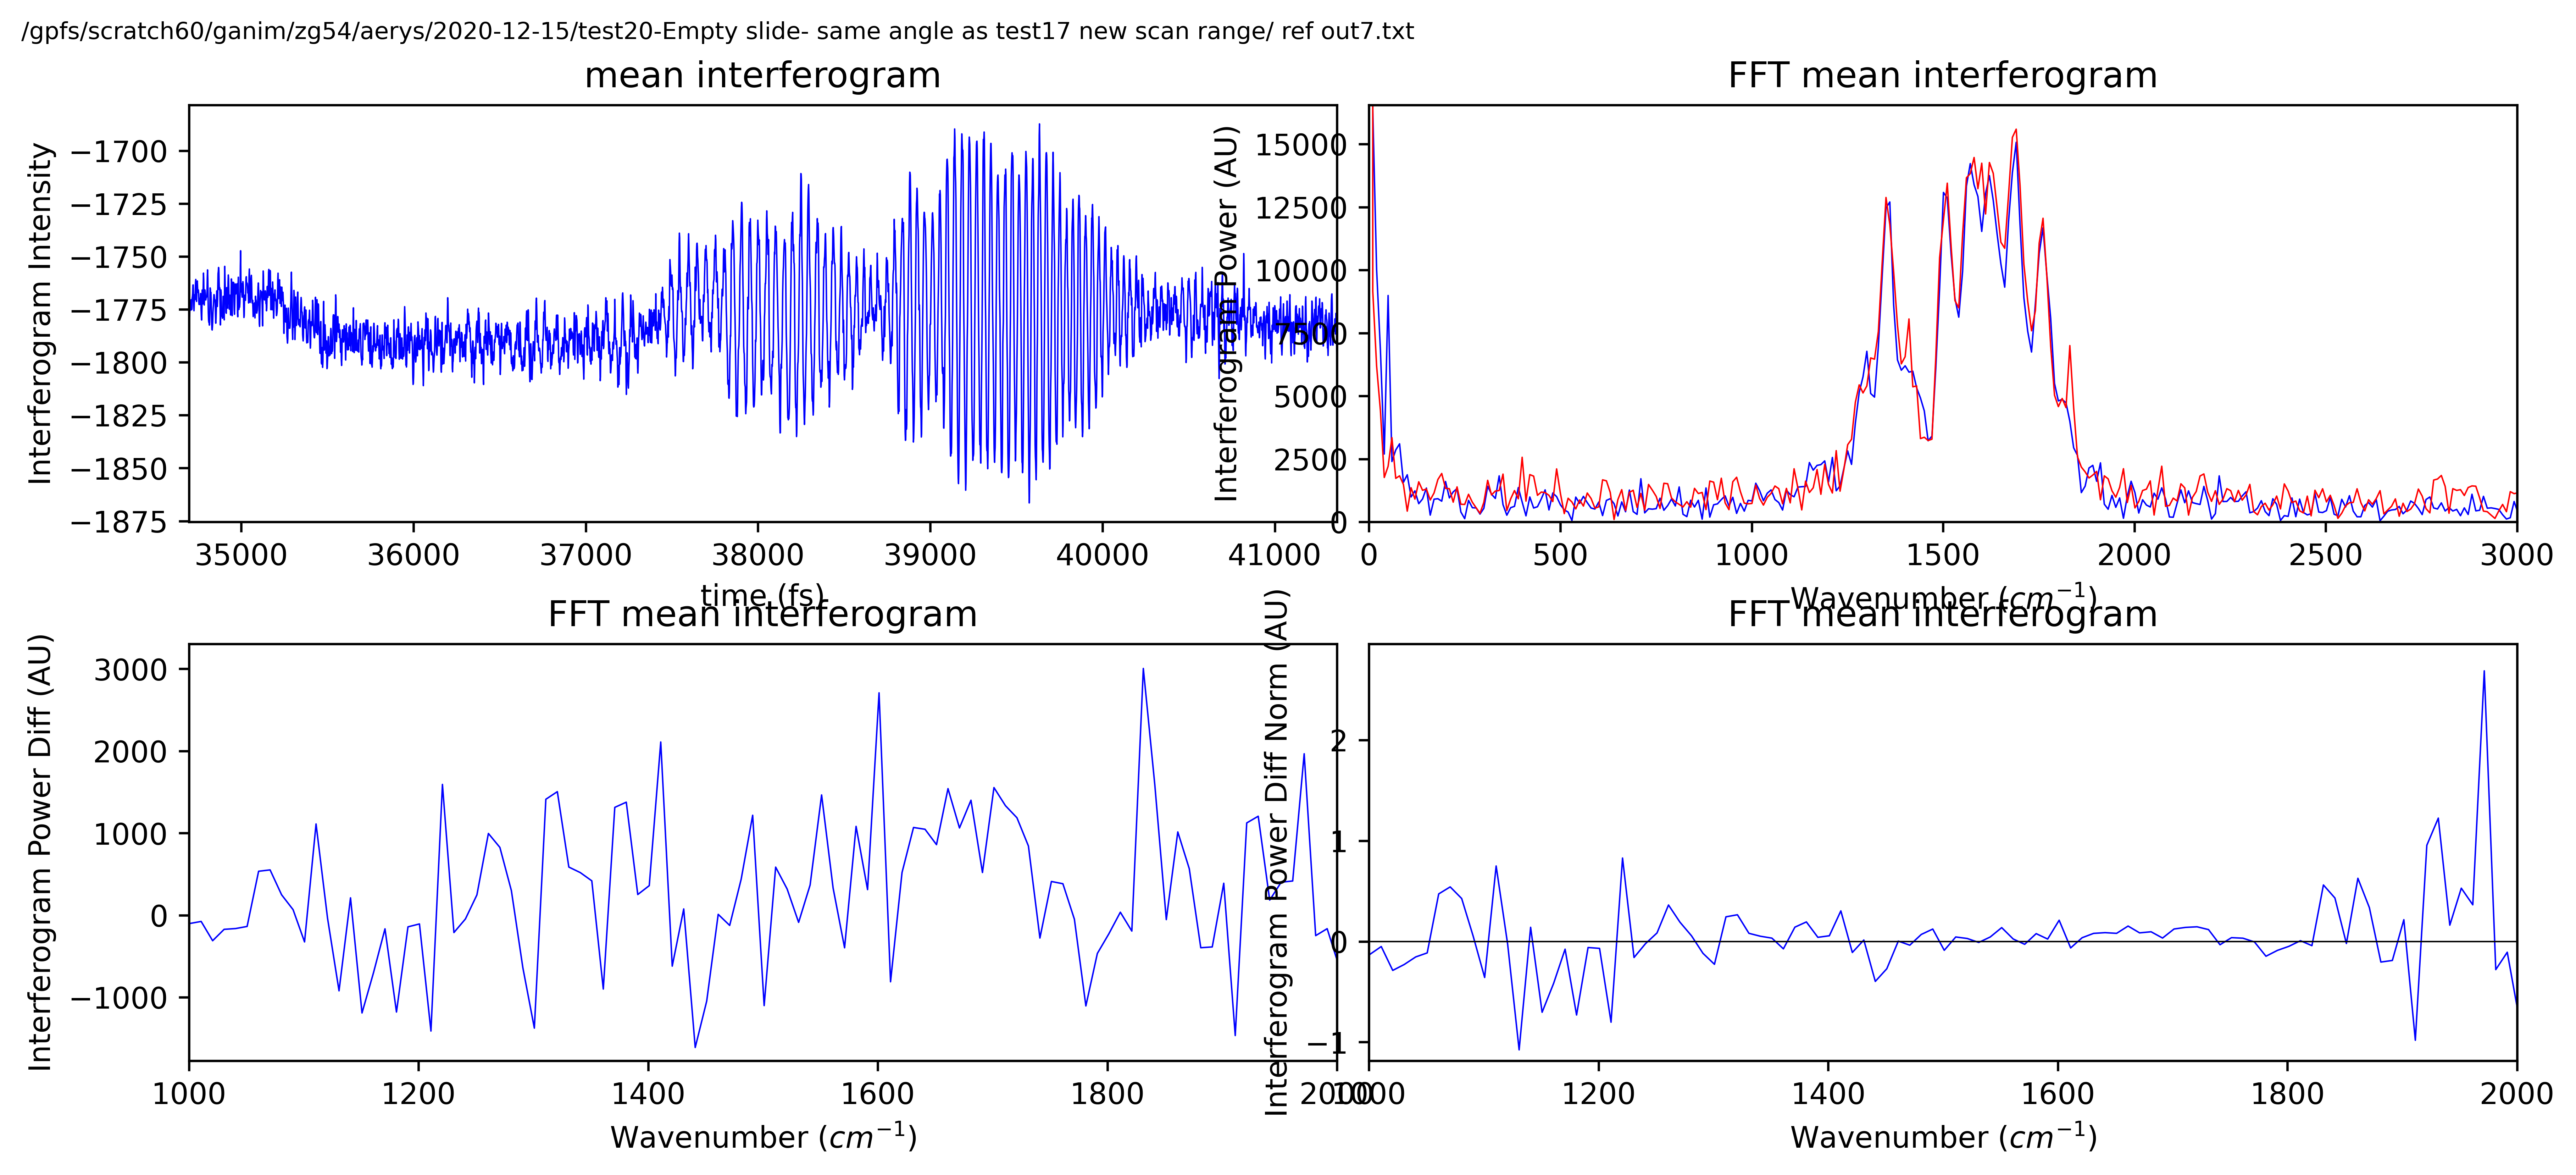 /gpfs/scratch60/ganim/zg54/aerys/2020-12-15/test20-Empty slide- same angle as test17 new scan range/ ref out7.txt
mean interferogram
Interferogram Intensity
−1700
−1725
−1750
−1775
−1800
−1825
−1850
−1875
35000 36000 37000 38000 39000 40000 41000
time (fs)
FFT mean interferogram
Interferogram Power (AU)
15000
12500
10000
7500
5000
2500
0
0 500 1000 1500 2000 2500 3000
Wavenumber (cm⁻¹)
FFT mean interferogram
Interferogram Power Diff (AU)
3000
2000
1000
0
−1000
1000 1200 1400 1600 1800 2000
Wavenumber (cm⁻¹)
FFT mean interferogram
Interferogram Power Diff Norm (AU)
2
1
0
−1
1000 1200 1400 1600 1800 2000
Wavenumber (cm⁻¹)